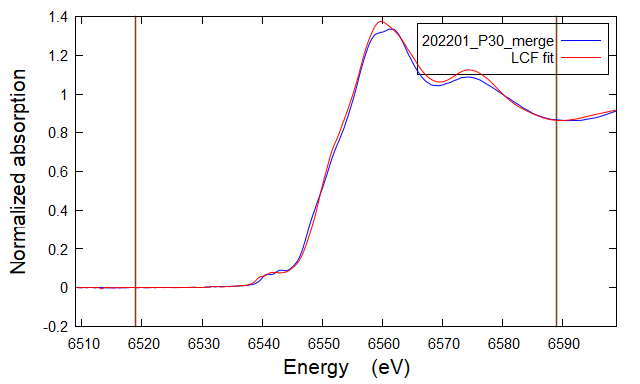 1.4
1.2
1
0.8
0.6
0.4
0.2
0
-0.2
Normalized absorption
202201_P30_merge
LCF fit
6510 6520 6530 6540 6550 6560 6570 6580 6590
Energy (eV)